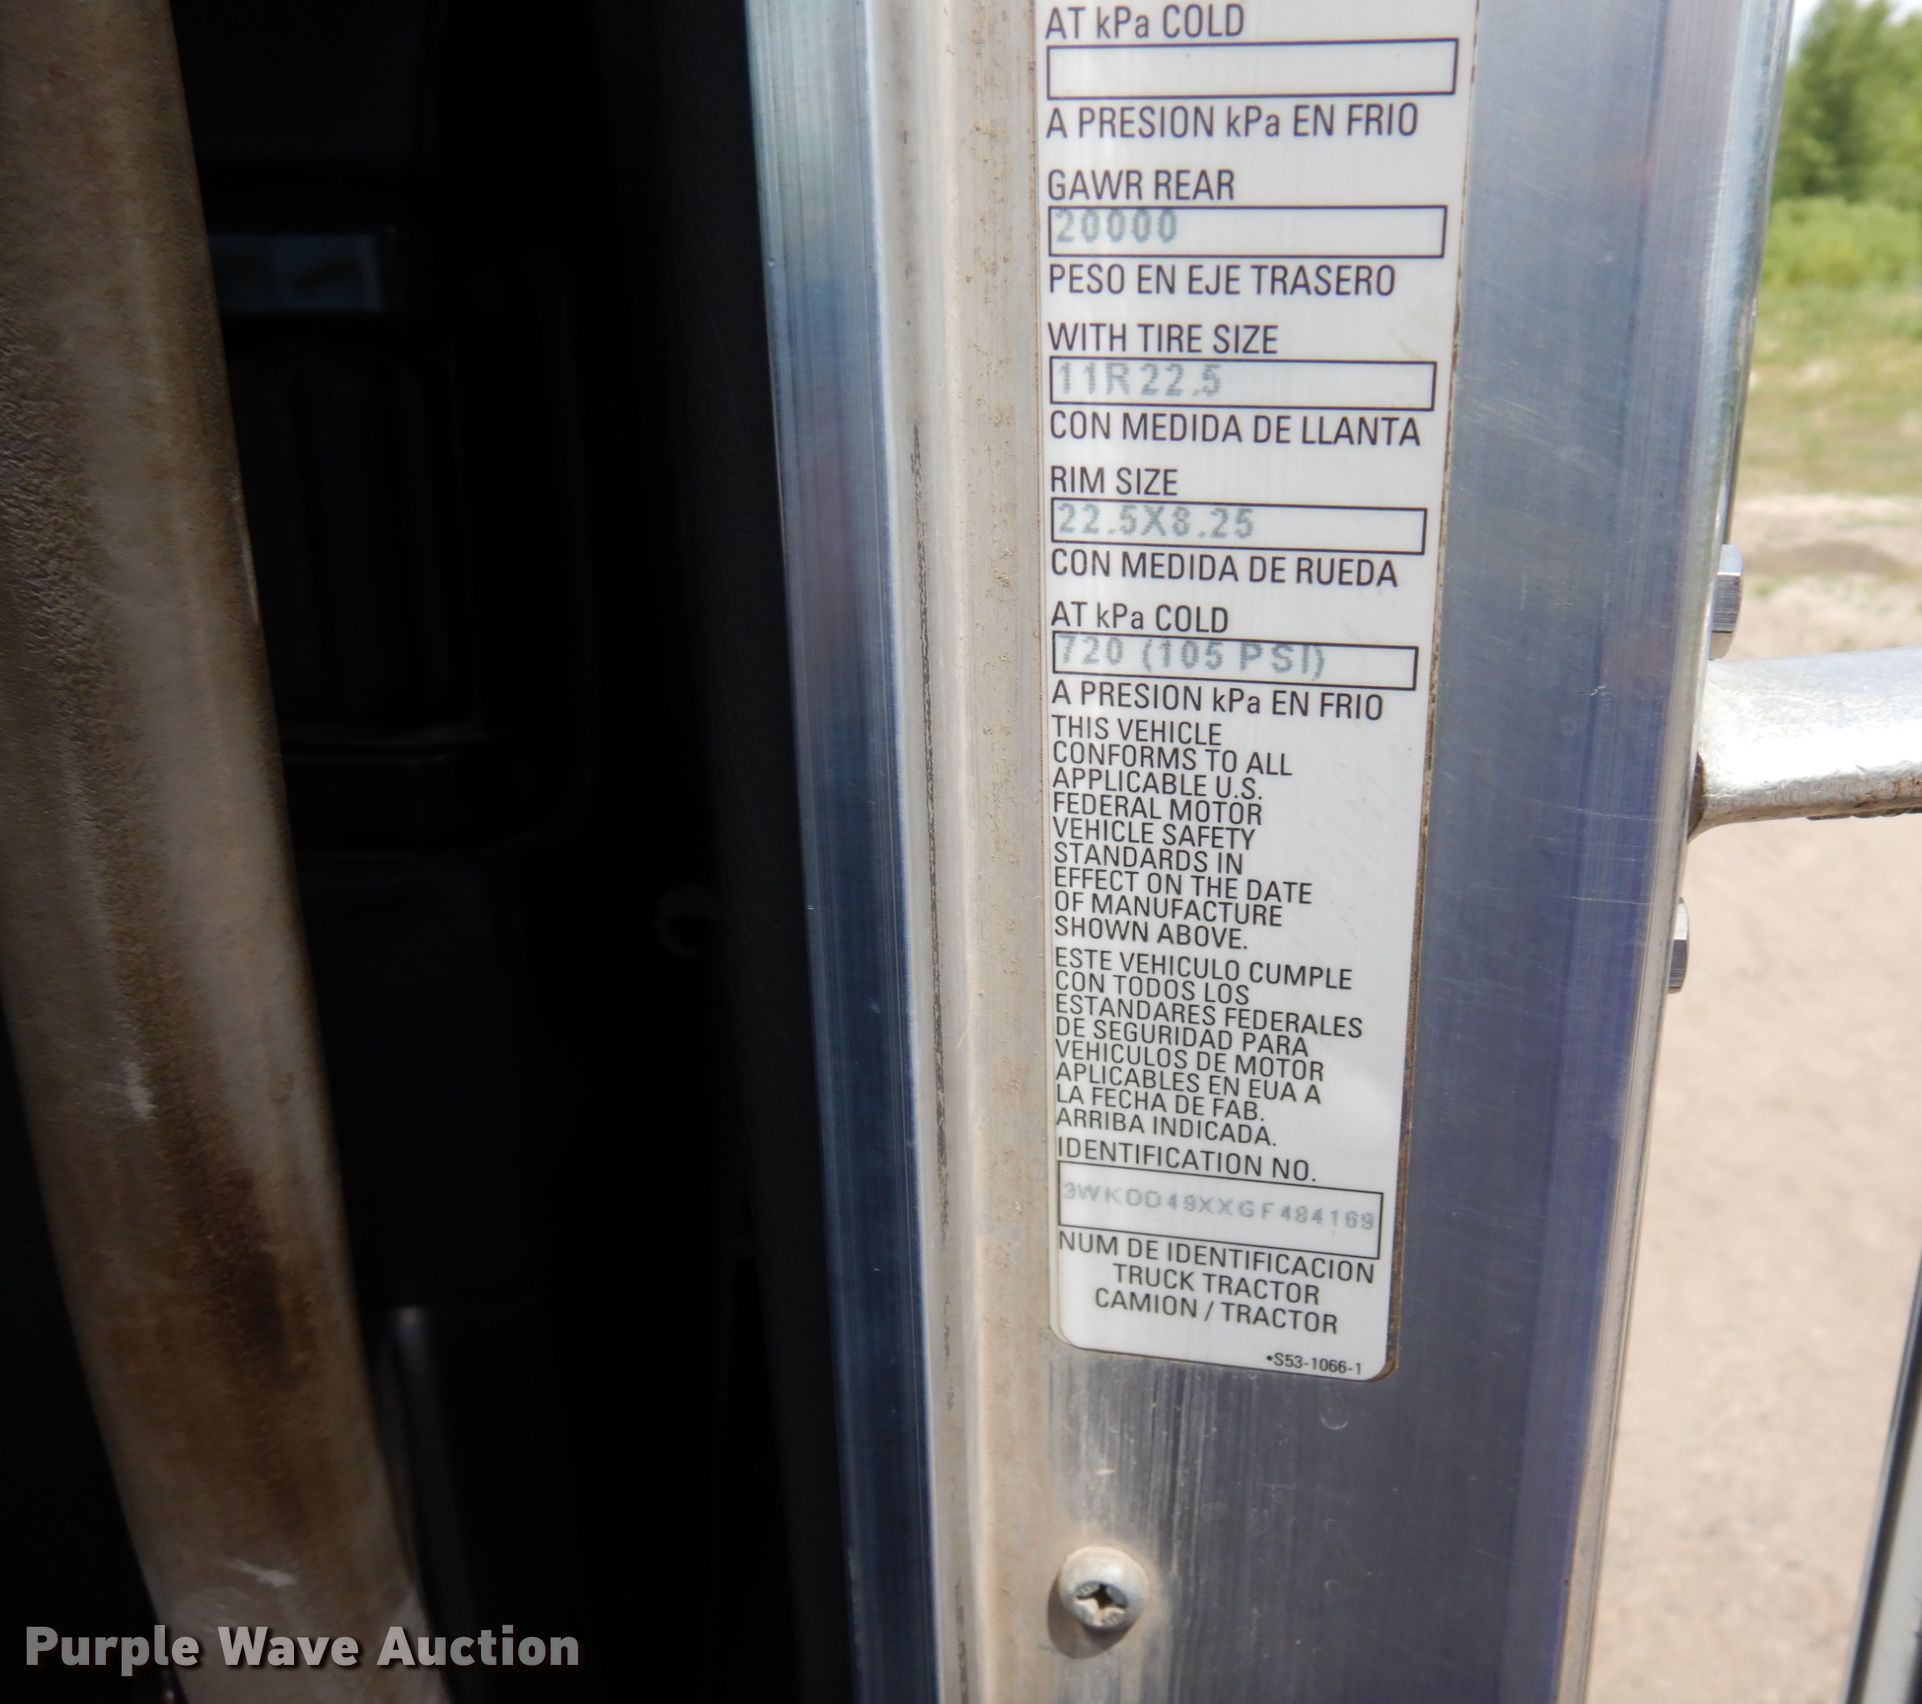 AT kPa COLD
A PRESION kPa EN FRIO
GAWR REAR
20000
PESO EN EJE TRASERO
WITH TIRE SIZE
11R22.5
CON MEDIDA DE LLANTA
RIM SIZE
22.5X8.25
CON MEDIDA DE RUEDA
AT kPa COLD
720 (105 PSI)
A PRESION kPa EN FRIO
THIS VEHICLE
CONFORMS TO ALL
APPLICABLE U.S.
FEDERAL MOTOR
VEHICLE SAFETY
STANDARDS IN
EFFECT ON THE DATE
OF MANUFACTURE
SHOWN ABOVE.
ESTE VEHICULO CUMPLE
CON TODOS LOS
ESTANDARES FEDERALES
DE SEGURIDAD PARA
VEHICULOS DE MOTOR
APLICABLES EN EUA A
LA FECHA DE FAB.
ARRIBA INDICADA.
IDENTIFICATION NO.
3WKDD49XXGF484169
NUM DE IDENTIFICACION
TRUCK TRACTOR
CAMION / TRACTOR
•S53-1066-1
Purple Wave Auction